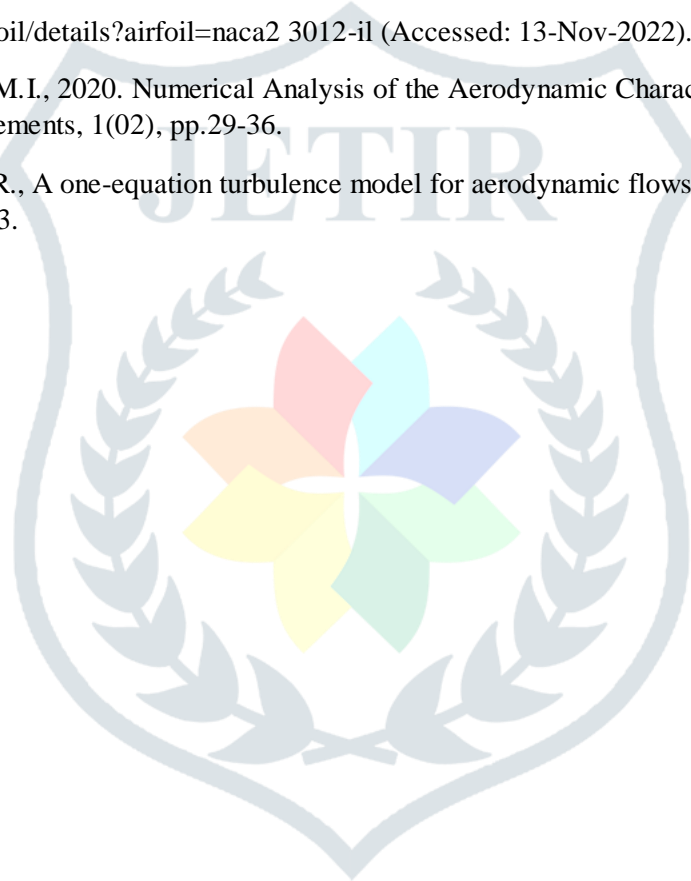 oil/details?airfoil=naca2 3012-il (Accessed: 13-Nov-2022).
M.I., 2020. Numerical Analysis of the Aerodynamic Charac
ements, 1(02), pp.29-36.
R., A one-equation turbulence model for aerodynamic flows
3.
JETIR